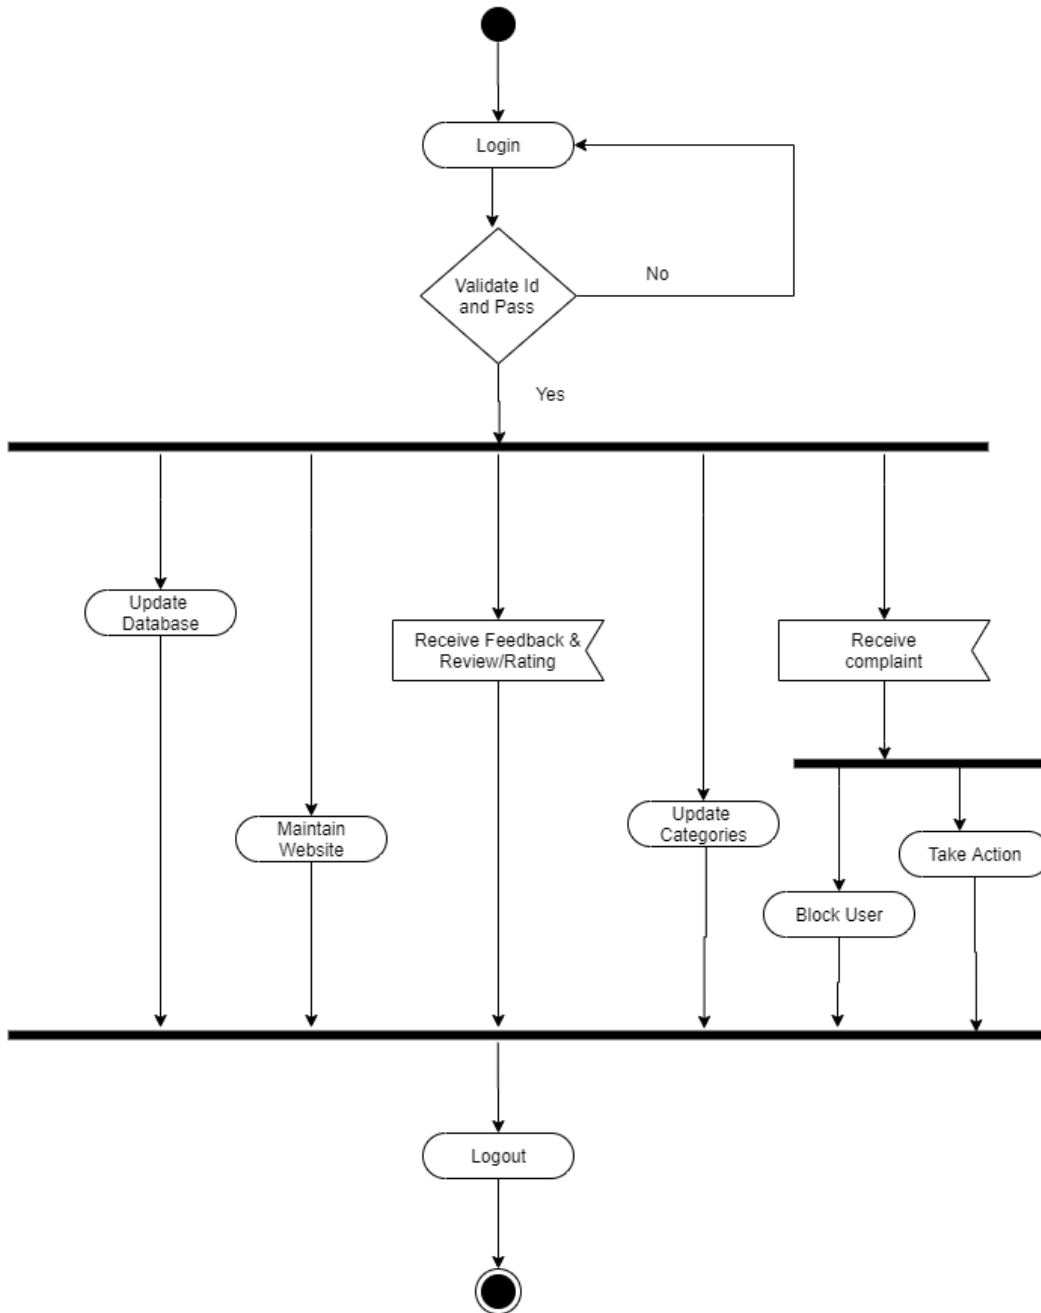 Login
Validate Id
and Pass
No
Yes
Update
Database
Receive Feedback &
Review/Rating
Receive
complaint
Maintain
Website
Update
Categories
Take Action
Block User
Logout